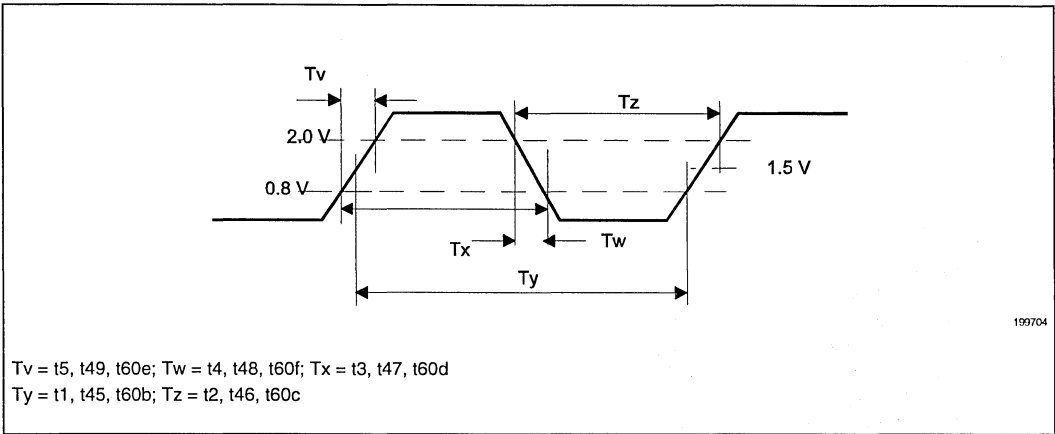 Tv
Tz
2.0 V
1.5 V
0.8 V
Tx
Tw
Ty
199704
Tv = t5, t49, t60e; Tw = t4, t48, t60f; Tx = t3, t47, t60d
Ty = t1, t45, t60b; Tz = t2, t46, t60c